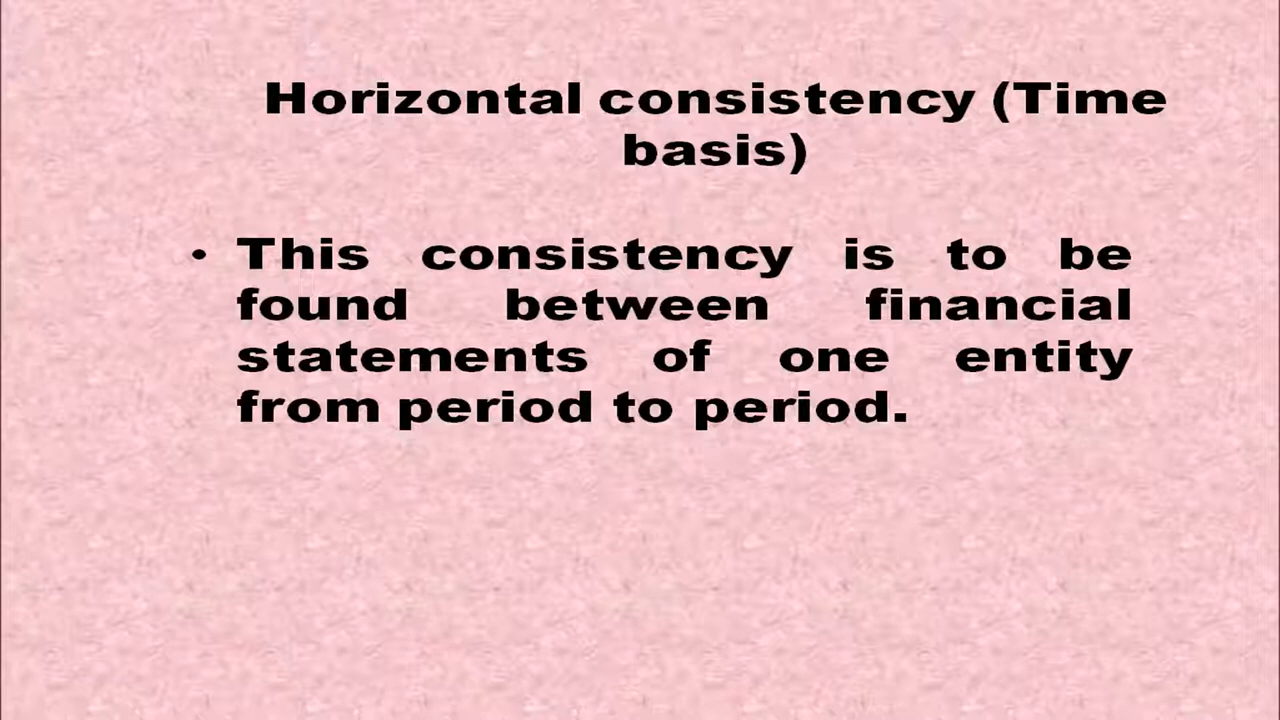 Horizontal consistency (Time
basis)
• This consistency is to be
found between financial
statements of one entity
from period to period.